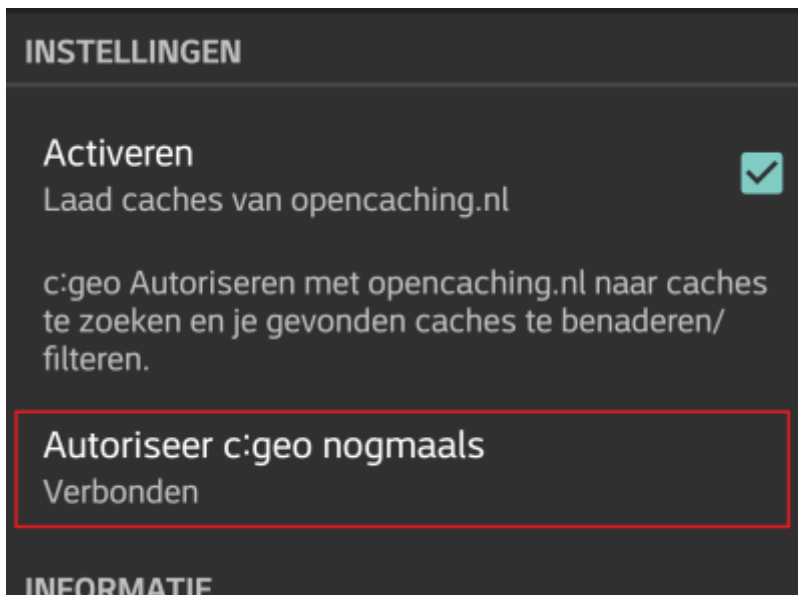 INSTELLINGEN
Activeren
Laad caches van opencaching.nl
c:geo Autoriseren met opencaching.nl naar caches
te zoeken en je gevonden caches te benaderen/
filteren.
Autoriseer c:geo nogmaals
Verbonden
INFORMATIE